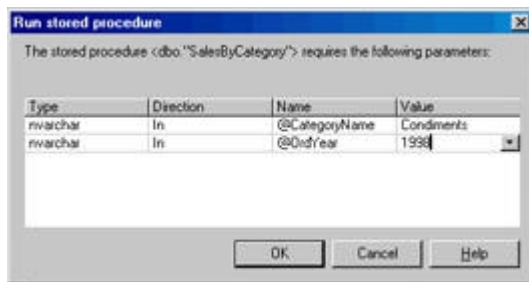 Run stored procedure
The stored procedure <dbo."SalesByCategory"> requires the following parameters:
Type Direction Name Value
nvarchar In @CategoryName Condiments
nvarchar In @OrdYear 1998
OK Cancel Help